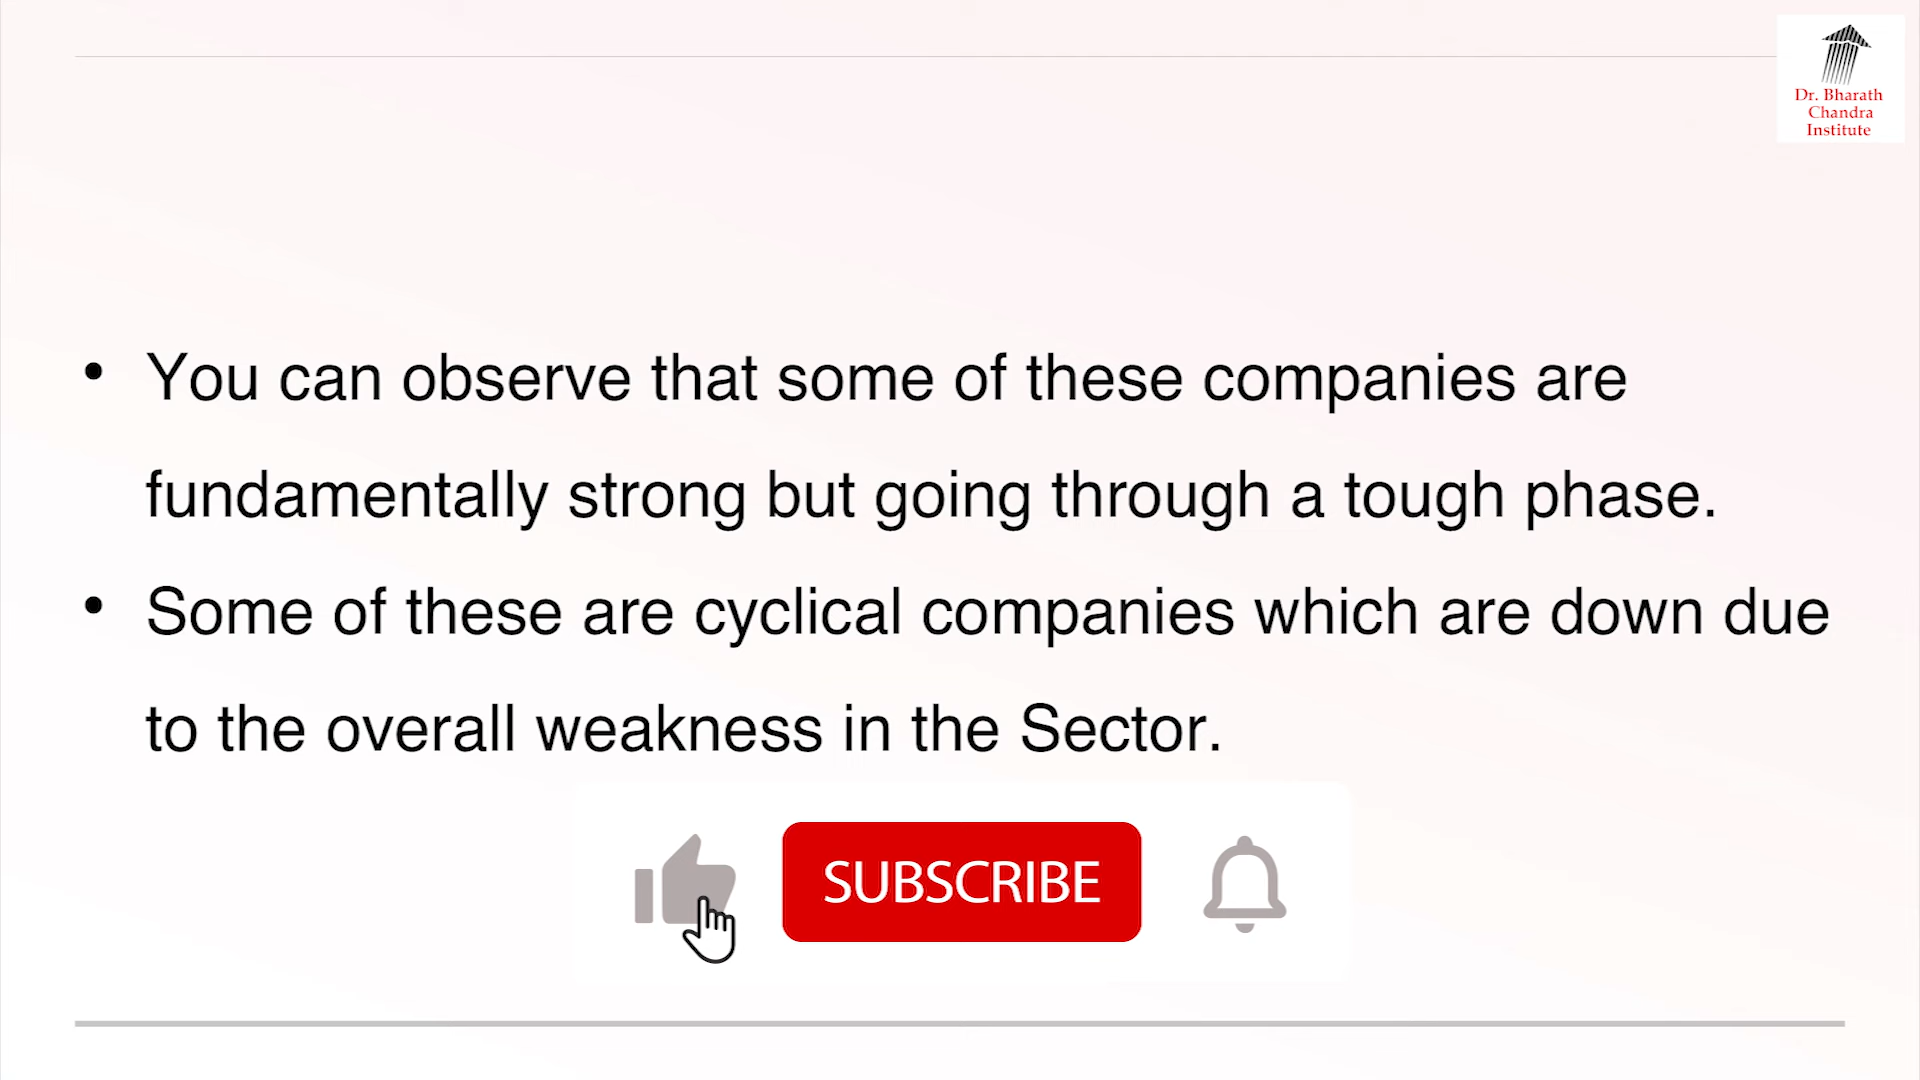 Dr. Bharath
Chandra
Institute
• You can observe that some of these companies are
fundamentally strong but going through a tough phase.
• Some of these are cyclical companies which are down due
to the overall weakness in the Sector.
SUBSCRIBE